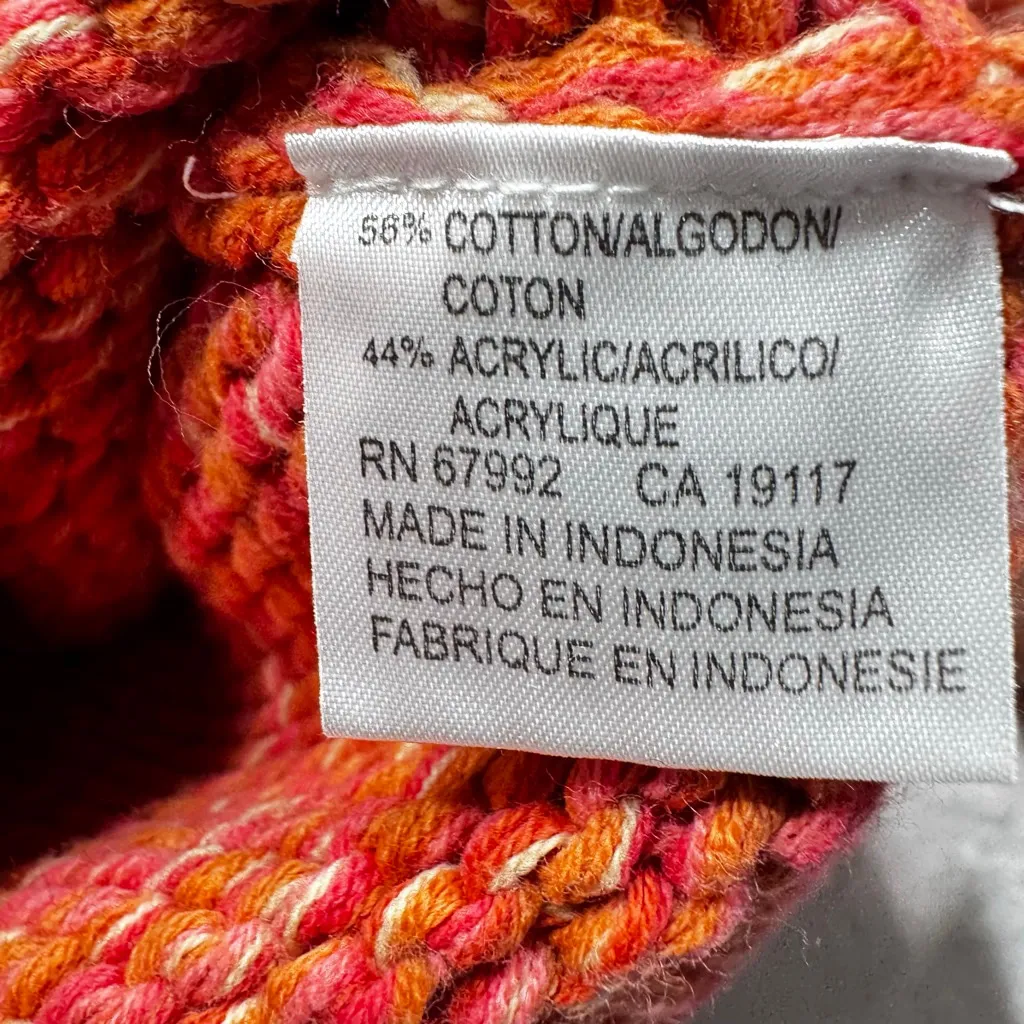 56% COTTON/ALGODON/
COTON
44% ACRYLIC/ACRILICO/
ACRYLIQUE
RN 67992 CA 19117
MADE IN INDONESIA
HECHO EN INDONESIA
FABRIQUE EN INDONESIE